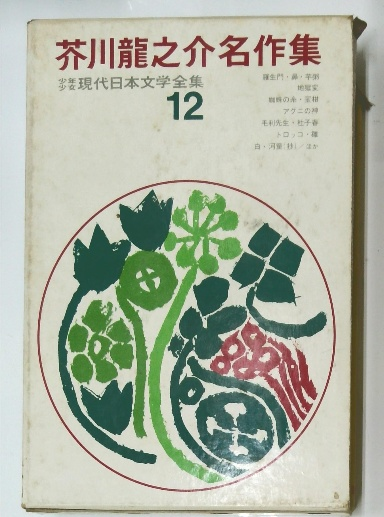 芥川龍之介名作集
少年少女現代日本文学全集
12
羅生門・鼻・芋粥
地獄変
蜘蛛の糸・蜜柑
アグニの神
毛利先生・杜子春
トロッコ・雛
白・河童(抄)/ほか